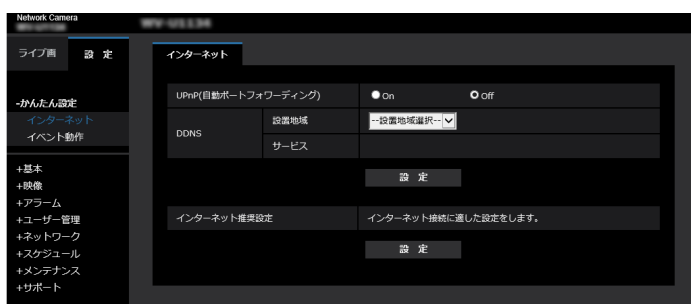 Network Camera
WV-U1134
ライブ画
設 定
インターネット
UPnP(自動ポートフォワーディング)
On
Off
-かんたん設定
インターネット
イベント動作
DDNS
設置地域
--設置地域選択--
サービス
設 定
+基本
+映像
+アラーム
+ユーザー管理
+ネットワーク
+スケジュール
+メンテナンス
+サポート
インターネット推奨設定
インターネット接続に適した設定をします。
設 定